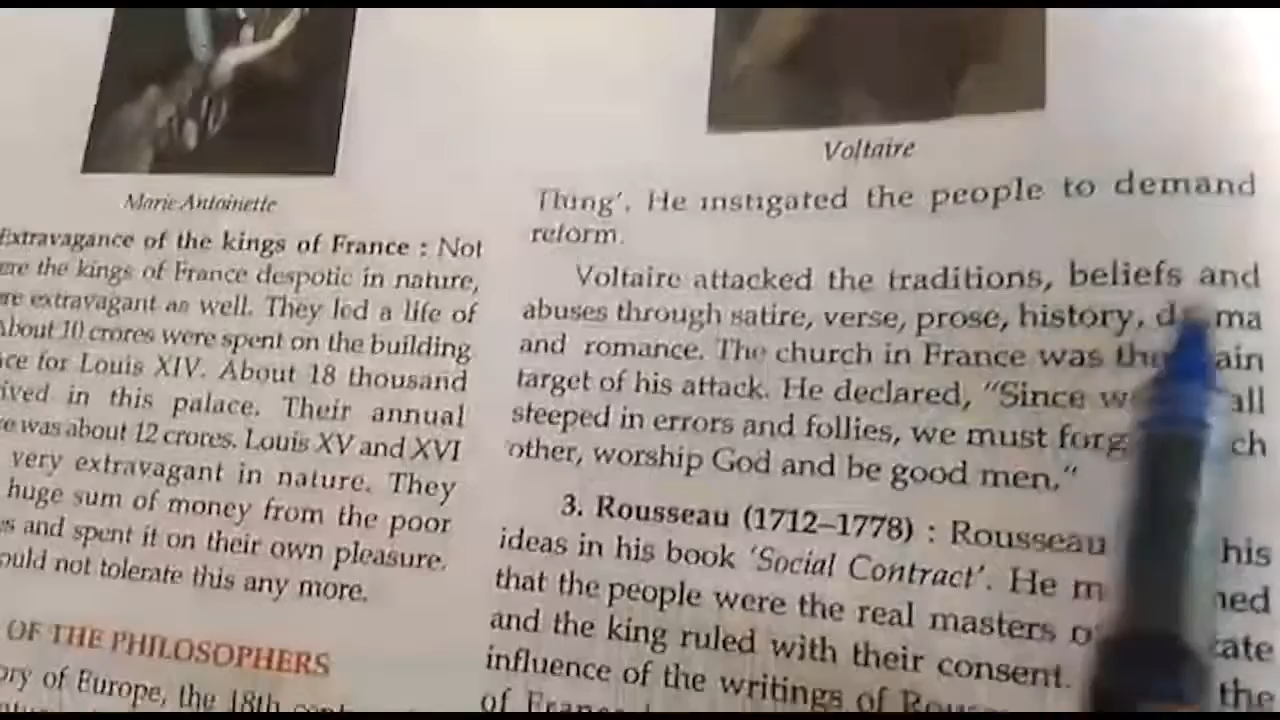 Marie Antoinette
Extravagance of the kings of France : Not
the kings of France despotic in nature,
extravagant as well. They led a life of
About 10 crores were spent on the building
for Louis XIV. About 18 thousand
in this palace. Their annual
was about 12 crores. Louis XV and XVI
very extravagant in nature. They
huge sum of money from the poor
and spent it on their own pleasure.
not tolerate this any more.
OF THE PHILOSOPHERS
of Europe, the 18th
Voltaire
Thing'. He instigated the people to demand
reform.
Voltaire attacked the traditions, beliefs and
abuses through satire, verse, prose, history,
and romance. The church in France was
target of his attack. He declared, "Since all
steeped in errors and follies, we must
other, worship God and be good men."
3. Rousseau (1712–1778) : Rousseau his
ideas in his book 'Social Contract'. He
that the people were the real masters
and the king ruled with their consent.
influence of the writings of the
of